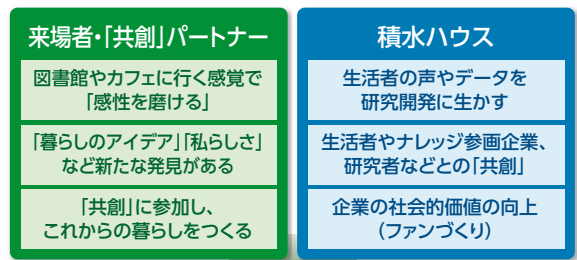 来場者・「共創」パートナー
図書館やカフェに行く感覚で
「感性を磨ける」
「暮らしのアイデア」「私らしさ」
など新たな発見がある
「共創」に参加し、
これからの暮らしをつくる
積水ハウス
生活者の声やデータを
研究開発に生かす
生活者やナレッジ参画企業、
研究者などとの「共創」
企業の社会的価値の向上
（ファンづくり）